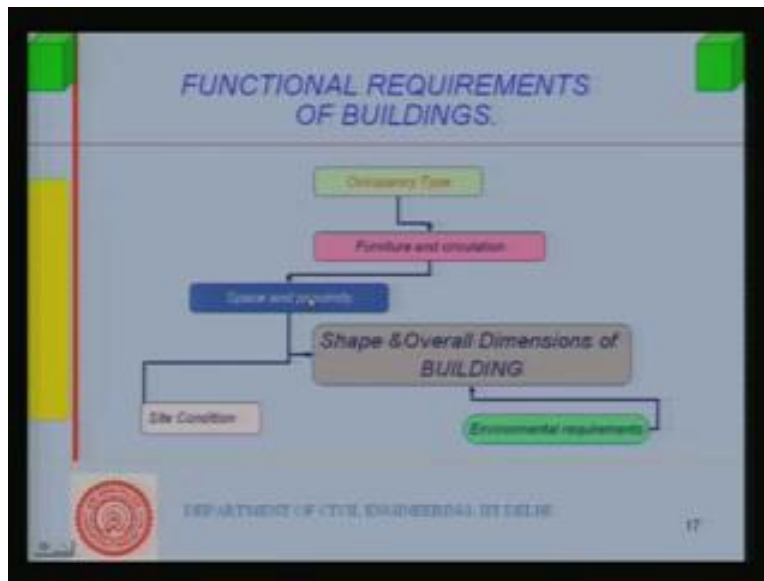 FUNCTIONAL REQUIREMENTS
OF BUILDINGS.
Occupancy Type
Furniture and circulation
Space and proximity
Shape &Overall Dimensions of
BUILDING
Site Condition
Environmental requirements
DEPARTMENT OF CIVIL ENGINEERING, IIT DELHI
17